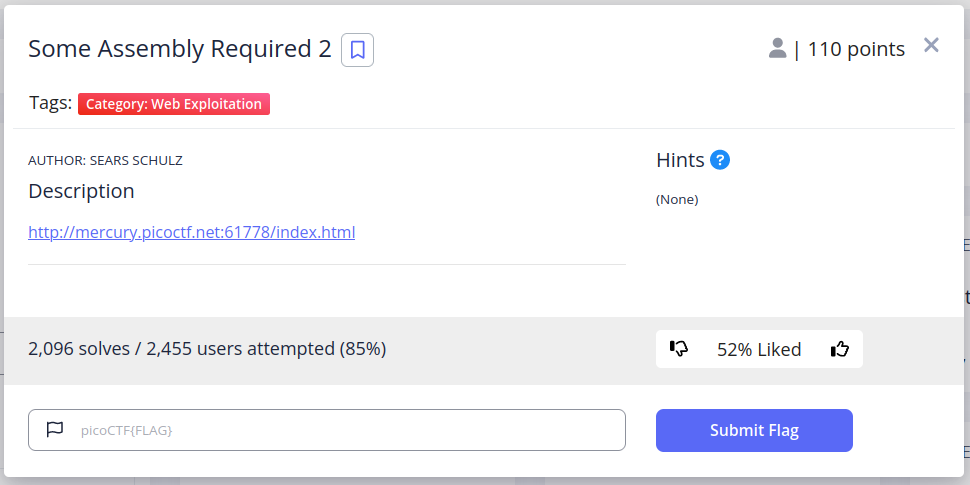 Some Assembly Required 2
| 110 points
Tags: Category: Web Exploitation
AUTHOR: SEARS SCHULZ
Description
http://mercury.picoctf.net:61778/index.html
Hints ?
(None)
2,096 solves / 2,455 users attempted (85%)
52% Liked
picoCTF{FLAG}
Submit Flag